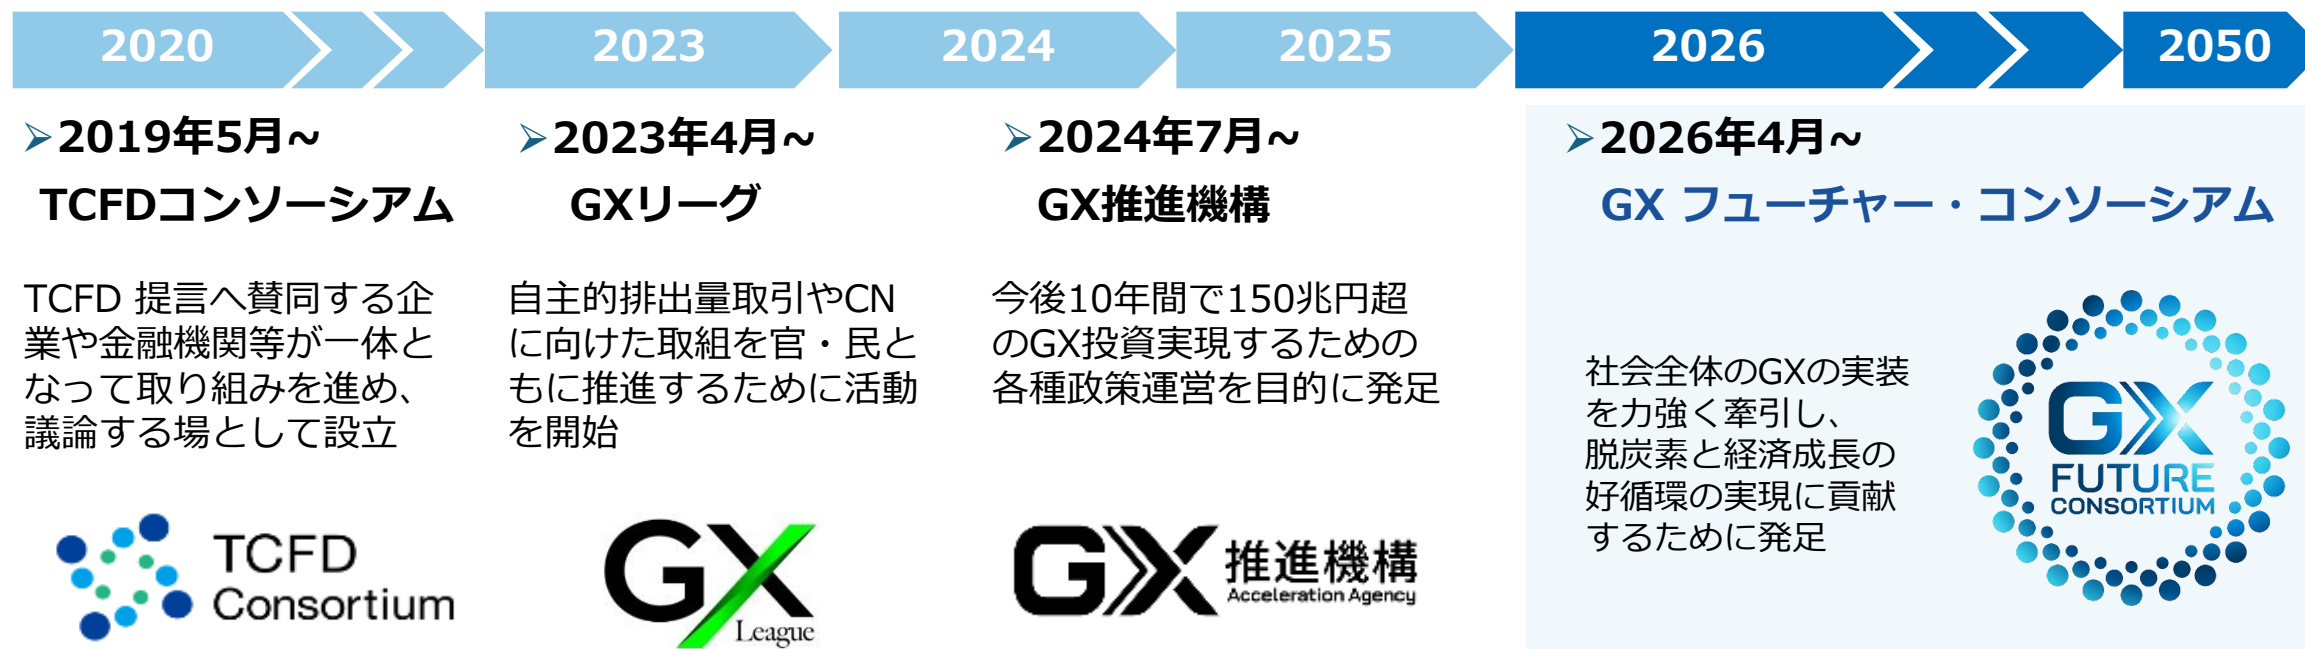 2020
2023
2024
2025
2026
2050
➢2019年5月~
TCFDコンソーシアム
TCFD 提言へ賛同する企
業や金融機関等が一体と
なって取り組みを進め、
議論する場として設立
TCFD
Consortium
➢2023年4月~
GXリーグ
自主的排出量取引やCN
に向けた取組を官・民と
もに推進するために活動
を開始
GX
League
➢2024年7月~
GX推進機構
今後10年間で150兆円超
のGX投資実現するための
各種政策運営を目的に発足
GX 推進機構
Acceleration Agency
➢2026年4月~
GX フューチャー・コンソーシアム
社会全体のGXの実装
を力強く牽引し、
脱炭素と経済成長の
好循環の実現に貢献
するために発足
GX
FUTURE
CONSORTIUM